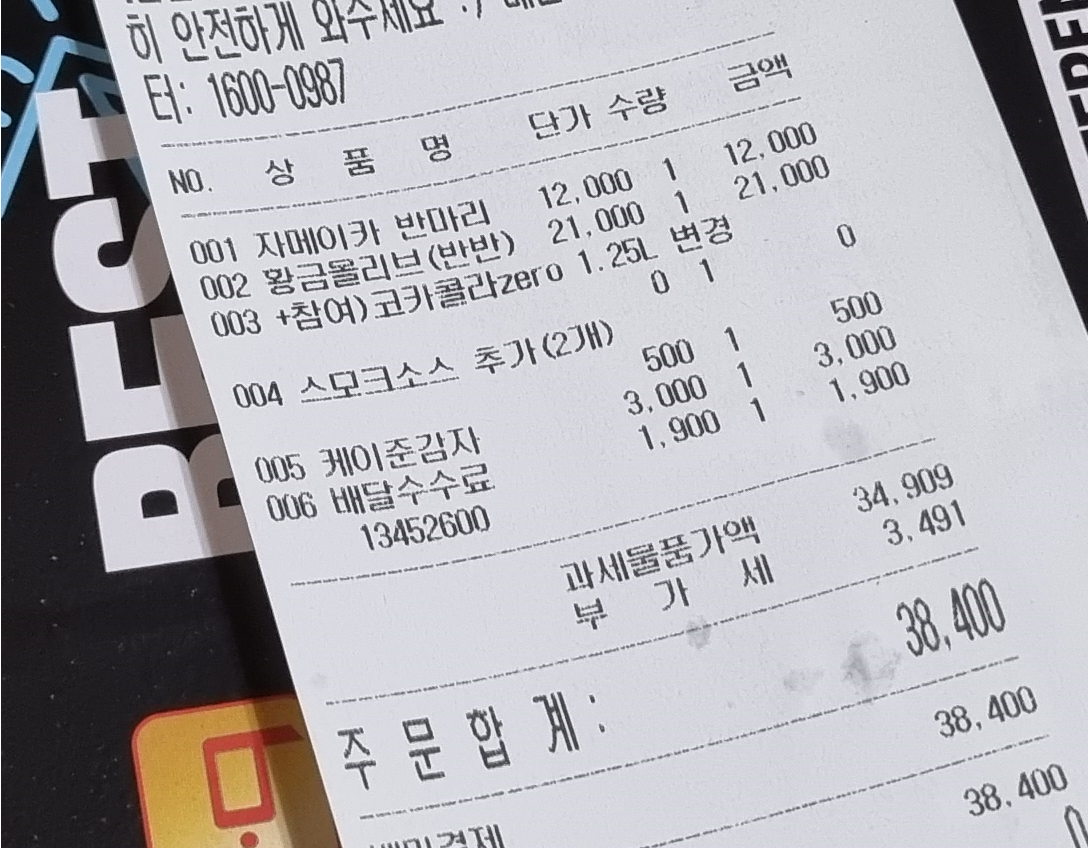 히 안전하게 와주세요 :)
터: 1600-0987
NO. 상 품 명 단가 수량 금액
001 자메이카 반마리 12,000 1 12,000
002 황금올리브(반반) 21,000 1 21,000
003 +참여)코카콜라zero 1.25L 변경
0 1 0
004 스모크소스 추가(2개)
500 1 500
005 케이준감자 3,000 1 3,000
006 배달수수료 1,900 1 1,900
13452600
과세물품가액 34,909
부 가 세 3,491
주 문 합 계 : 38,400
38,400
38,400
BEST